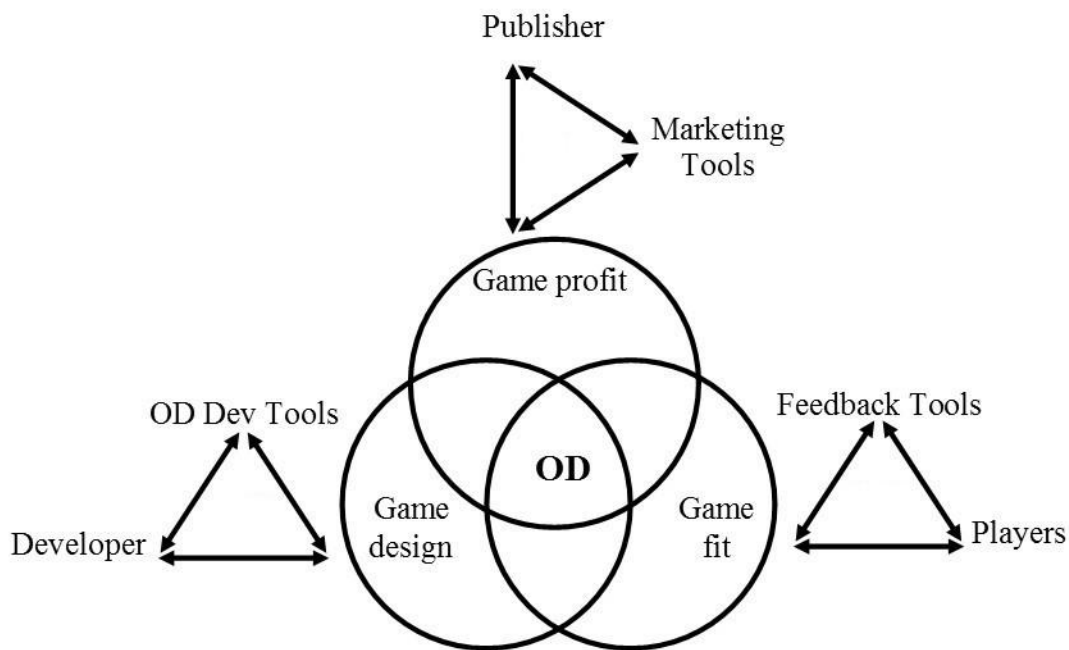 Publisher
Marketing
Tools
Game profit
OD Dev Tools
Feedback Tools
OD
Game
design
Game
fit
Developer
Players